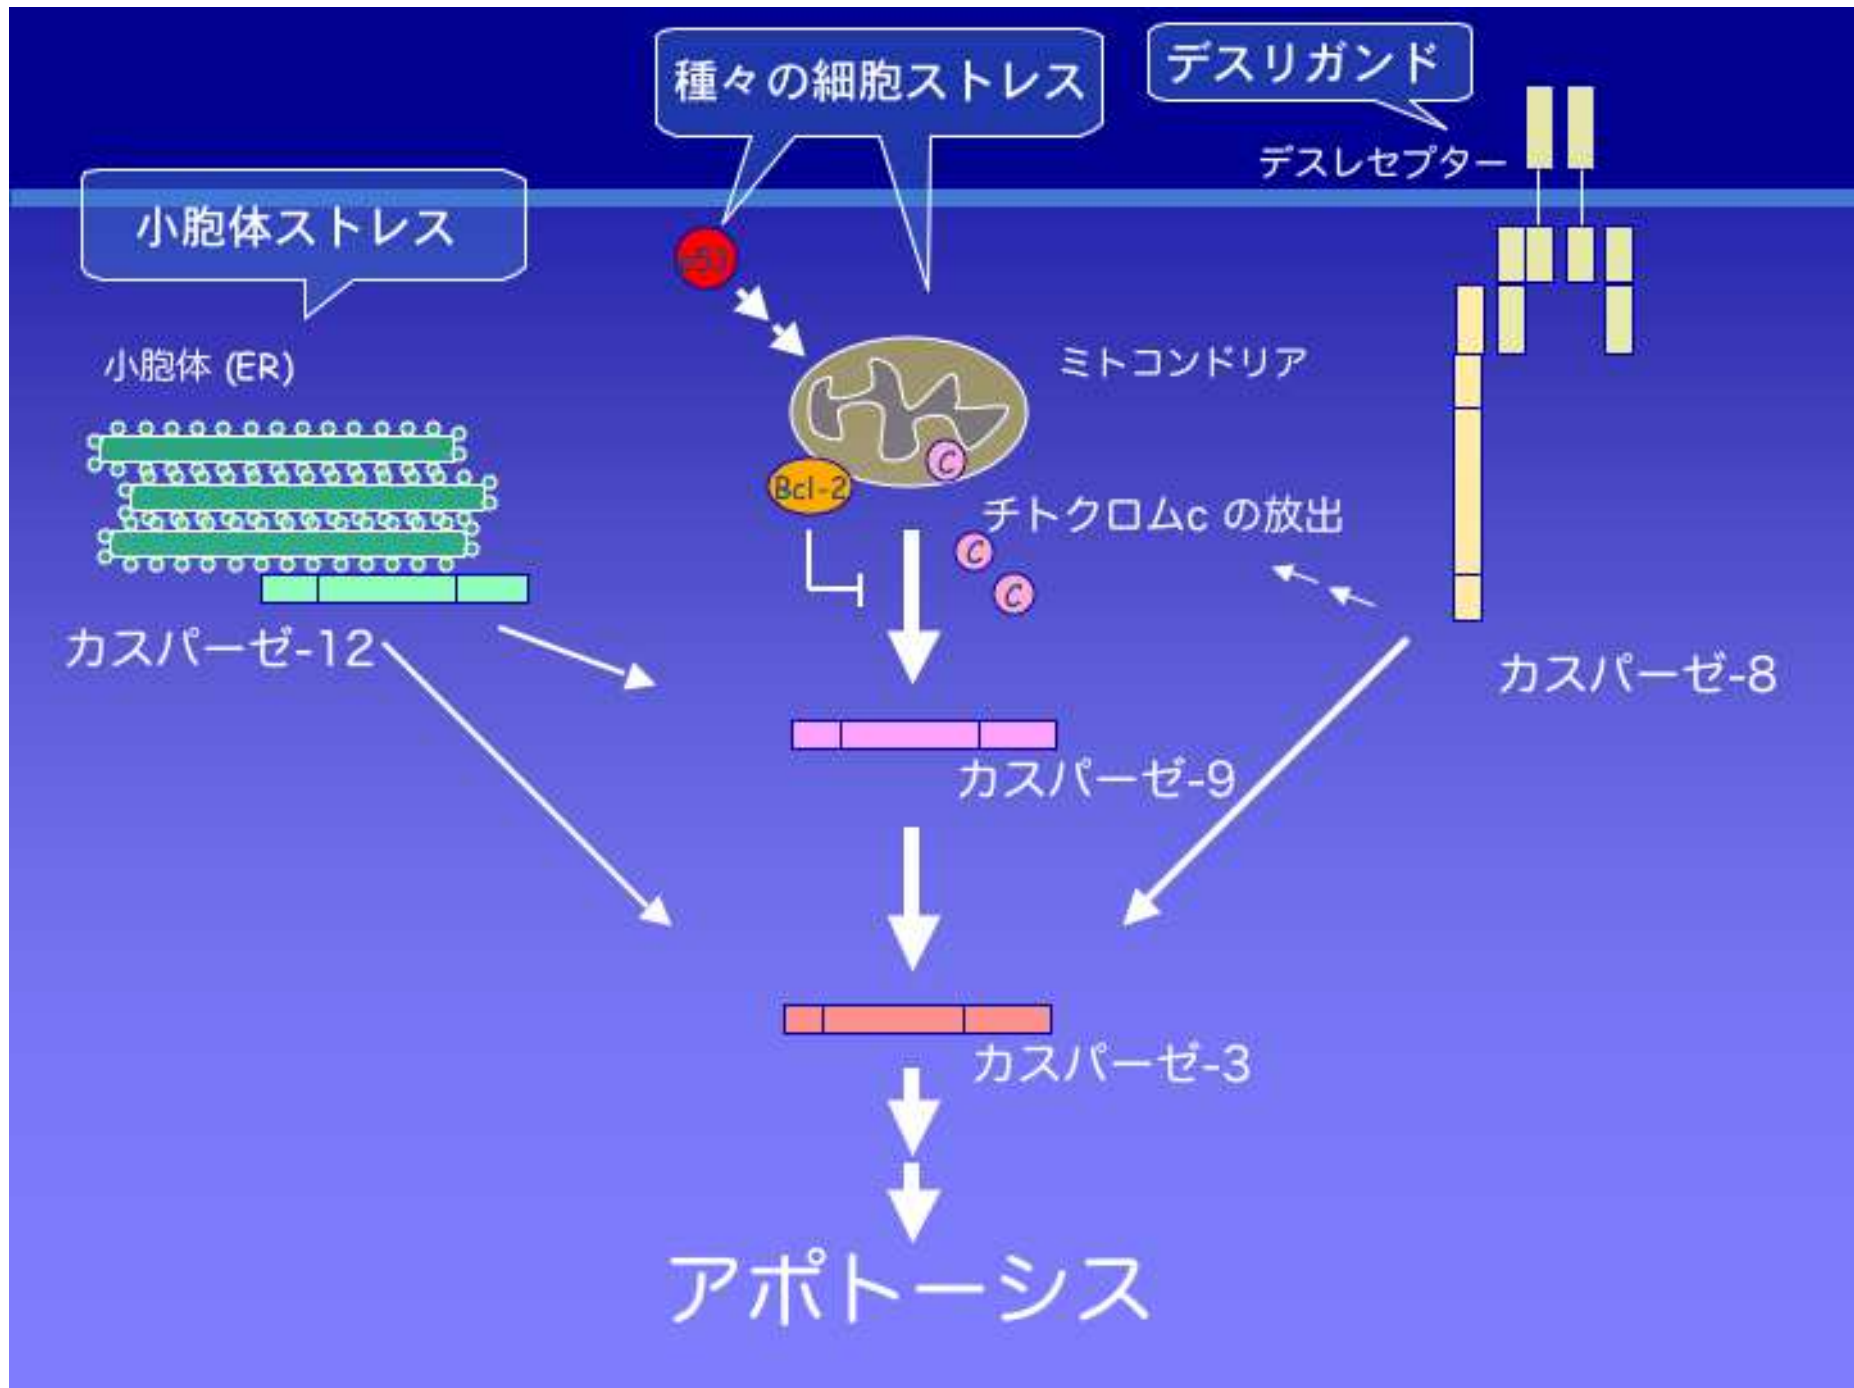 種々の細胞ストレス
デスリガンド
デスレセプター
小胞体ストレス
p53
小胞体 (ER)
ミトコンドリア
C
Bcl-2
チトクロムc の放出
C
C
カスパーゼ-12
カスパーゼ-8
カスパーゼ-9
カスパーゼ-3
アポトーシス